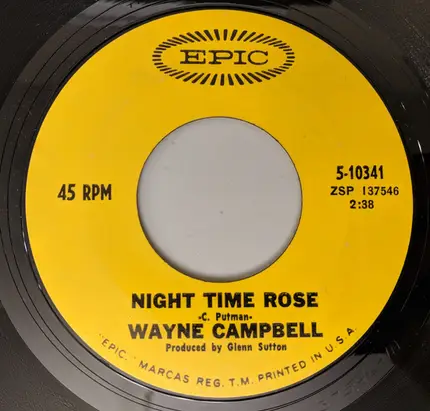 EPIC
45 RPM
5-10341
ZSP 137546
2:38
NIGHT TIME ROSE
-C. Putman-
WAYNE CAMPBELL
Produced by Glenn Sutton
"EPIC," MARCAS REG. T.M. PRINTED IN U.S.A.